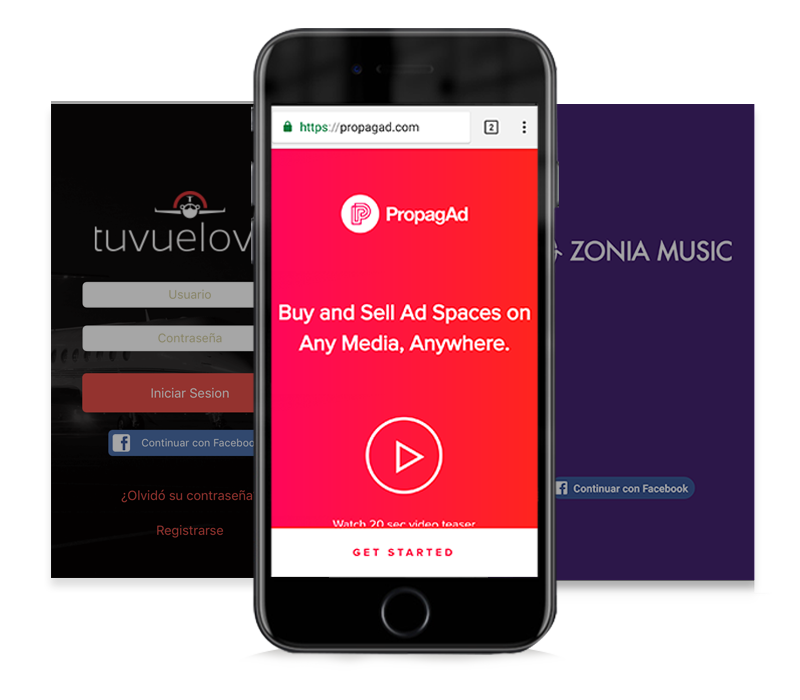 tuvuelov
Usuario
Contraseña
Iniciar Sesion
Continuar con Faceboo
¿Olvidó su contraseña
Registrarse
https://propagad.com
2
PropagAd
Buy and Sell Ad Spaces on
Any Media, Anywhere.
Watch 20 sec video teaser
GET STARTED
ZONIA MUSIC
Continuar con Facebook